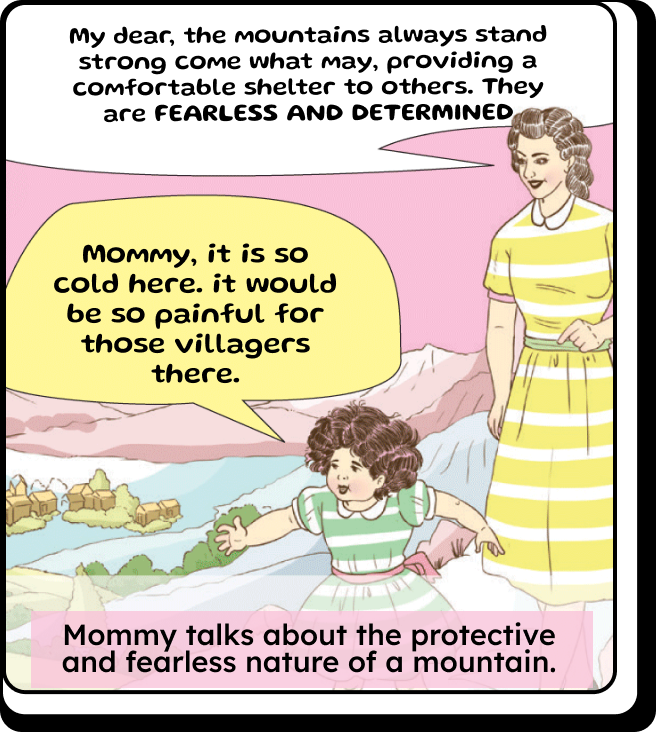 My dear, the mountains always stand
strong come what may, providing a
comfortable shelter to others. They
are FEARLESS AND DETERMINED
Mommy, it is so
cold here. it would
be so painful for
those villagers
there.
Mommy talks about the protective
and fearless nature of a mountain.